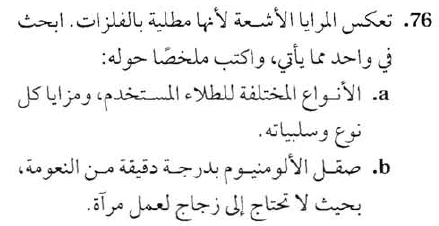 76. تعكس المرايا الأشعة لأنها مطلية بالفلزات. ابحث
في واحد مما يأتي، واكتب ملخصًا حوله:
a. الأنواع المختلفة للطلاء المستخدم، ومزايا كل
نوع وسلبياته.
b. صقل الألومنيوم بدرجة دقيقة من النعومة،
بحيث لا تحتاج إلى زجاج لعمل مرآة.